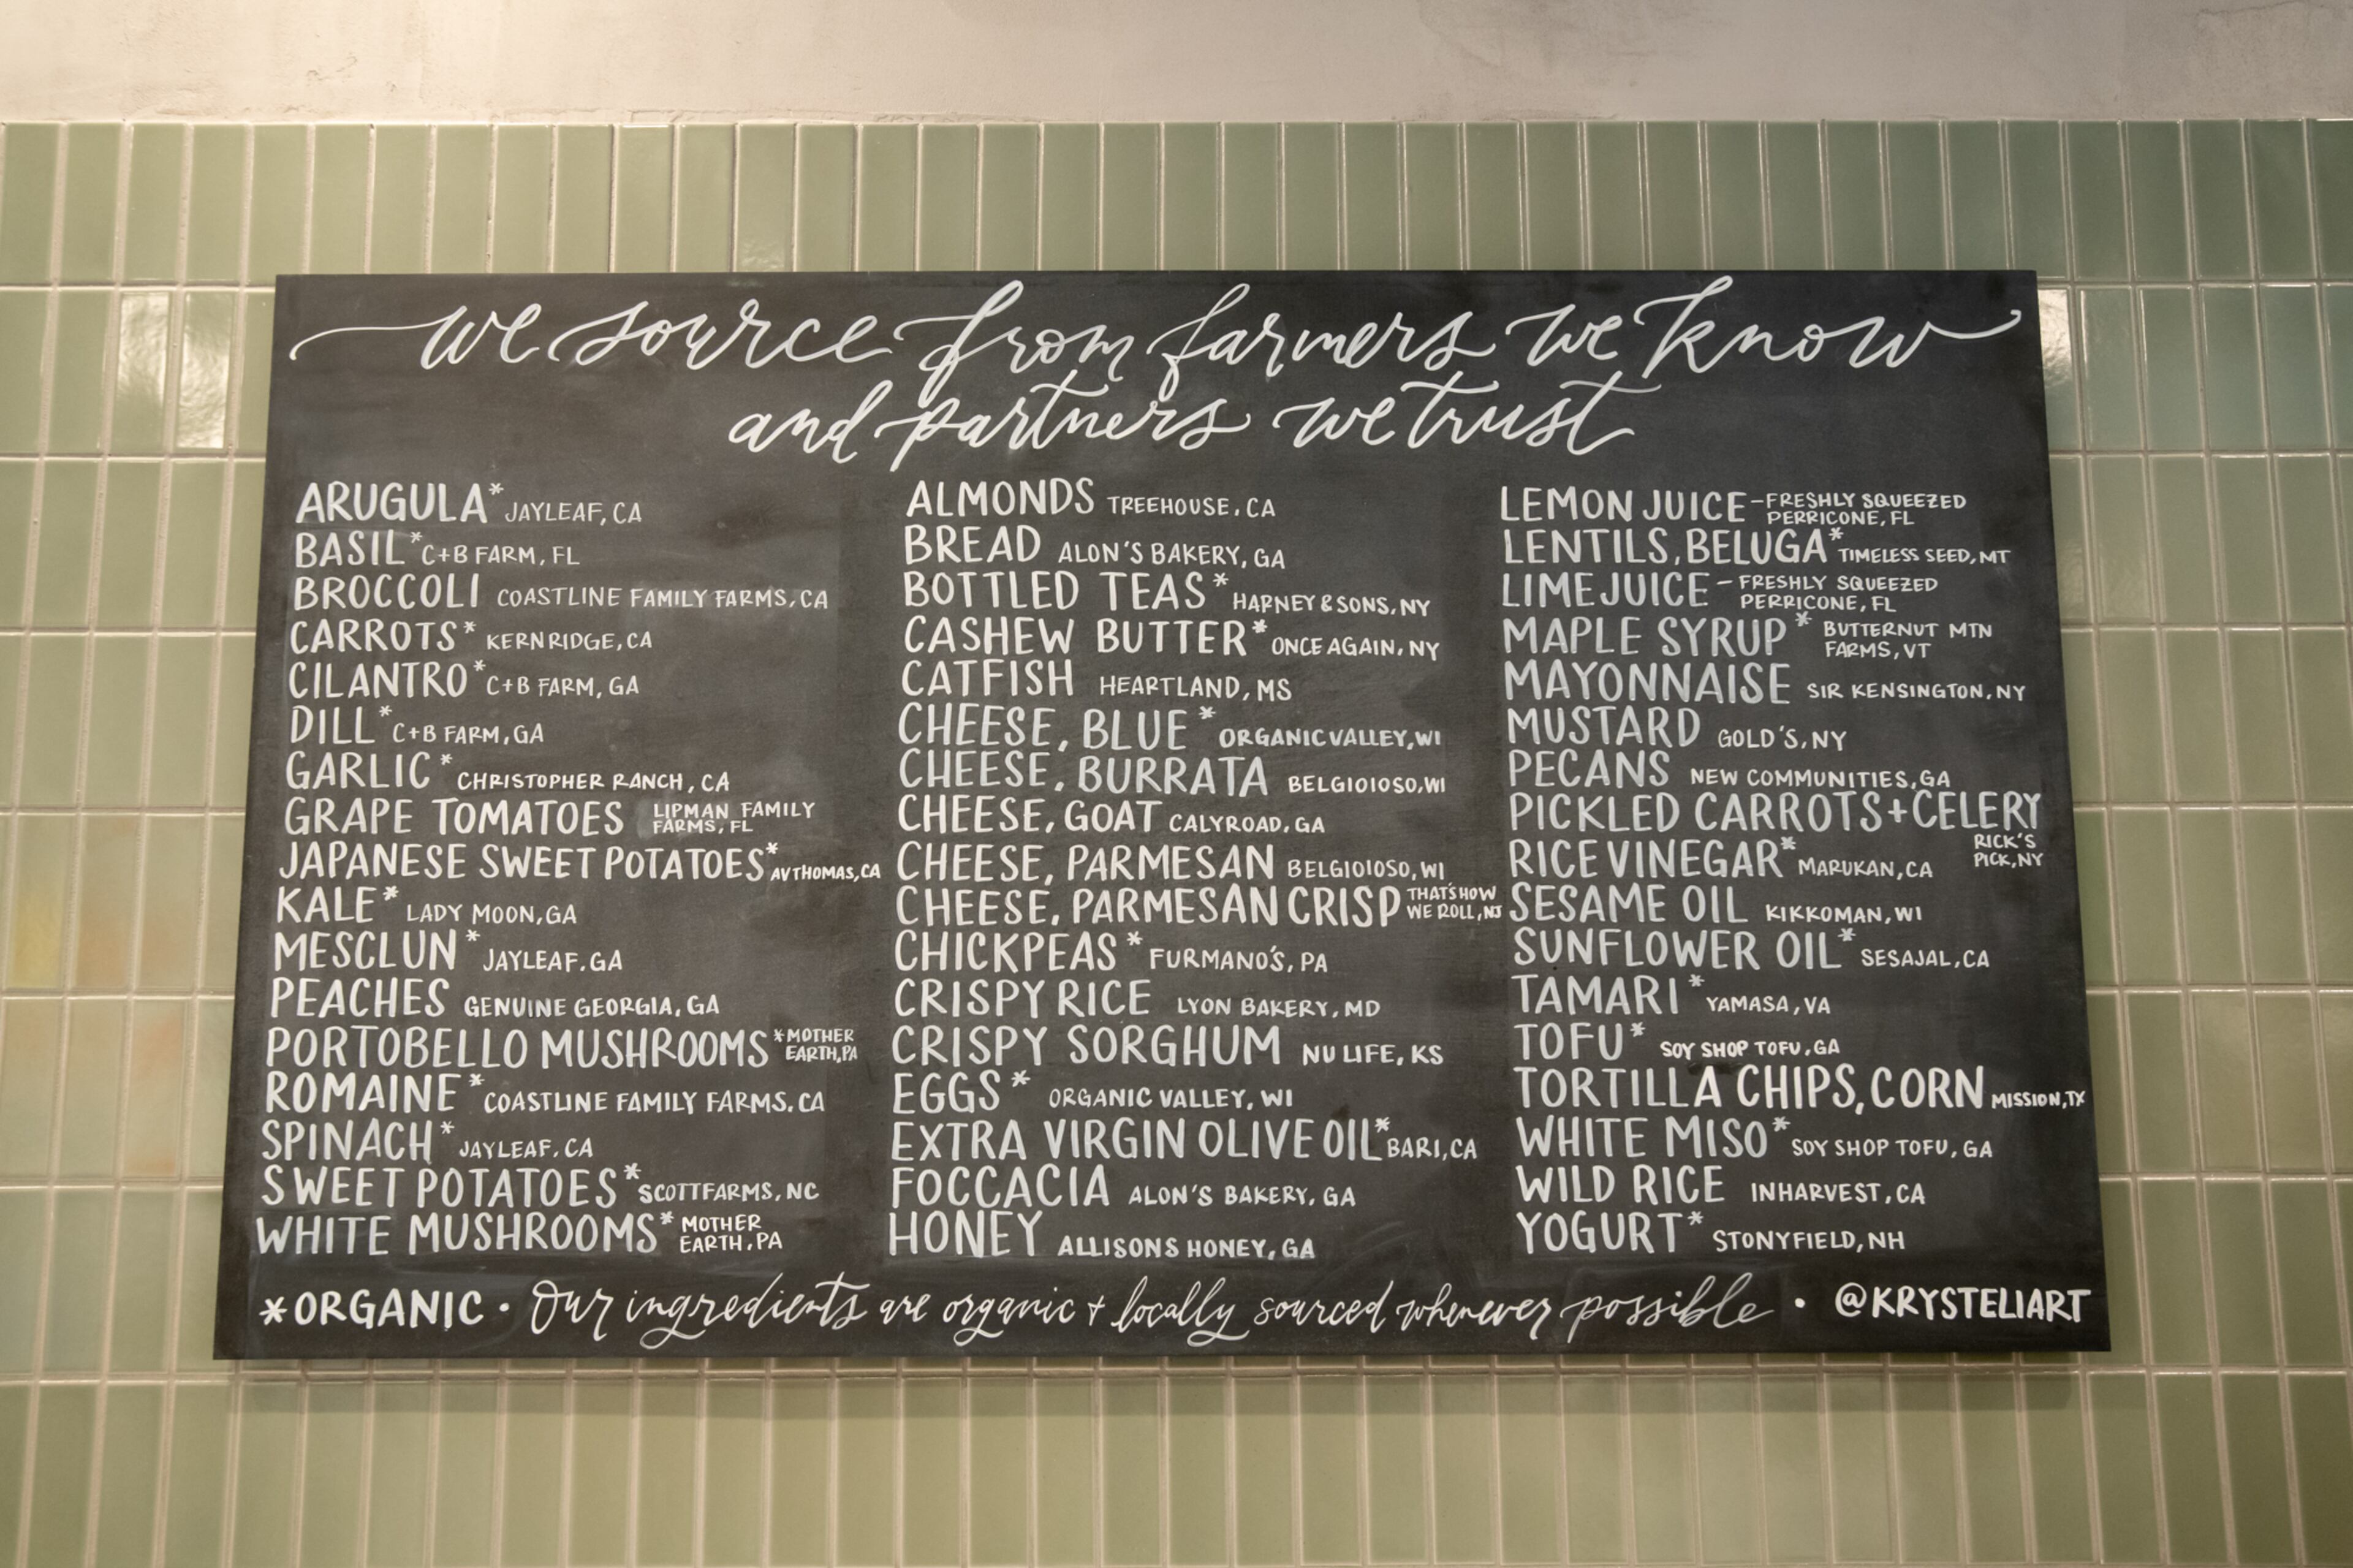 we source from farmers we know
and partners we trust
ARUGULA* JAYLEAF, CA
BASIL* C+B FARM, FL
BROCCOLI COASTLINE FAMILY FARMS, CA
CARROTS* KERNRIDGE, CA
CILANTRO* C+B FARM, GA
DILL* C+B FARM, GA
GARLIC* CHRISTOPHER RANCH, CA
GRAPE TOMATOES LIPMAN FAMILY
FARMS, FL
JAPANESE SWEET POTATOES* AVTHOMAS, CA
KALE* LADY MOON, GA
MESCLUN* JAYLEAF. GA
PEACHES GENUINE GEORGIA, GA
PORTOBELLO MUSHROOMS *MOTHER
EARTH, PA
ROMAINE* COASTLINE FAMILY FARMS. CA
SPINACH* JAYLEAF. CA
SWEET POTATOES* SCOTTFARMS, NC
WHITE MUSHROOMS* MOTHER
EARTH, PA
ALMONDS TREEHOUSE, CA
BREAD ALON'S BAKERY, GA
BOTTLED TEAS* HARNEY & SONS, NY
CASHEW BUTTER* ONCE AGAIN, NY
CATFISH HEARTLAND, MS
CHEESE, BLUE* ORGANIC VALLEY, WI
CHEESE, BURRATA BELGIOIOSO, WI
CHEESE, GOAT CALYROAD, GA
CHEESE, PARMESAN BELGIOIOSO, WI
CHEESE, PARMESAN CRISP THAT'S HOW
WE ROLL, NJ
CHICKPEAS* FURMANO'S, PA
CRISPY RICE LYON BAKERY, MD
CRISPY SORGHUM NU LIFE, KS
EGGS* ORGANIC VALLEY, WI
EXTRA VIRGIN OLIVE OIL* BARI, CA
FOCCACIA ALON'S BAKERY, GA
HONEY ALLISONS HONEY, GA
LEMON JUICE - FRESHLY SQUEEZED
PERRICONE, FL
LENTILS, BELUGA* TIMELESS SEED, MT
LIME JUICE - FRESHLY SQUEEZED
PERRICONE, FL
MAPLE SYRUP* BUTTERNUT MTN
FARMS, VT
MAYONNAISE SIR KENSINGTON, NY
MUSTARD GOLD'S, NY
PECANS NEW COMMUNITIES, GA
PICKLED CARROTS + CELERY
RICK'S
PICK, NY
RICE VINEGAR* MARUKAN, CA
SESAME OIL KIKKOMAN, WI
SUNFLOWER OIL* SESAJAL, CA
TAMARI* YAMASA, VA
TOFU* SOY SHOP TOFU, GA
TORTILLA CHIPS, CORN MISSION, TX
WHITE MISO* SOY SHOP TOFU, GA
WILD RICE INHARVEST, CA
YOGURT* STONYFIELD, NH
*ORGANIC · Our ingredients are organic + locally sourced whenever possible · @KRYSTELIART